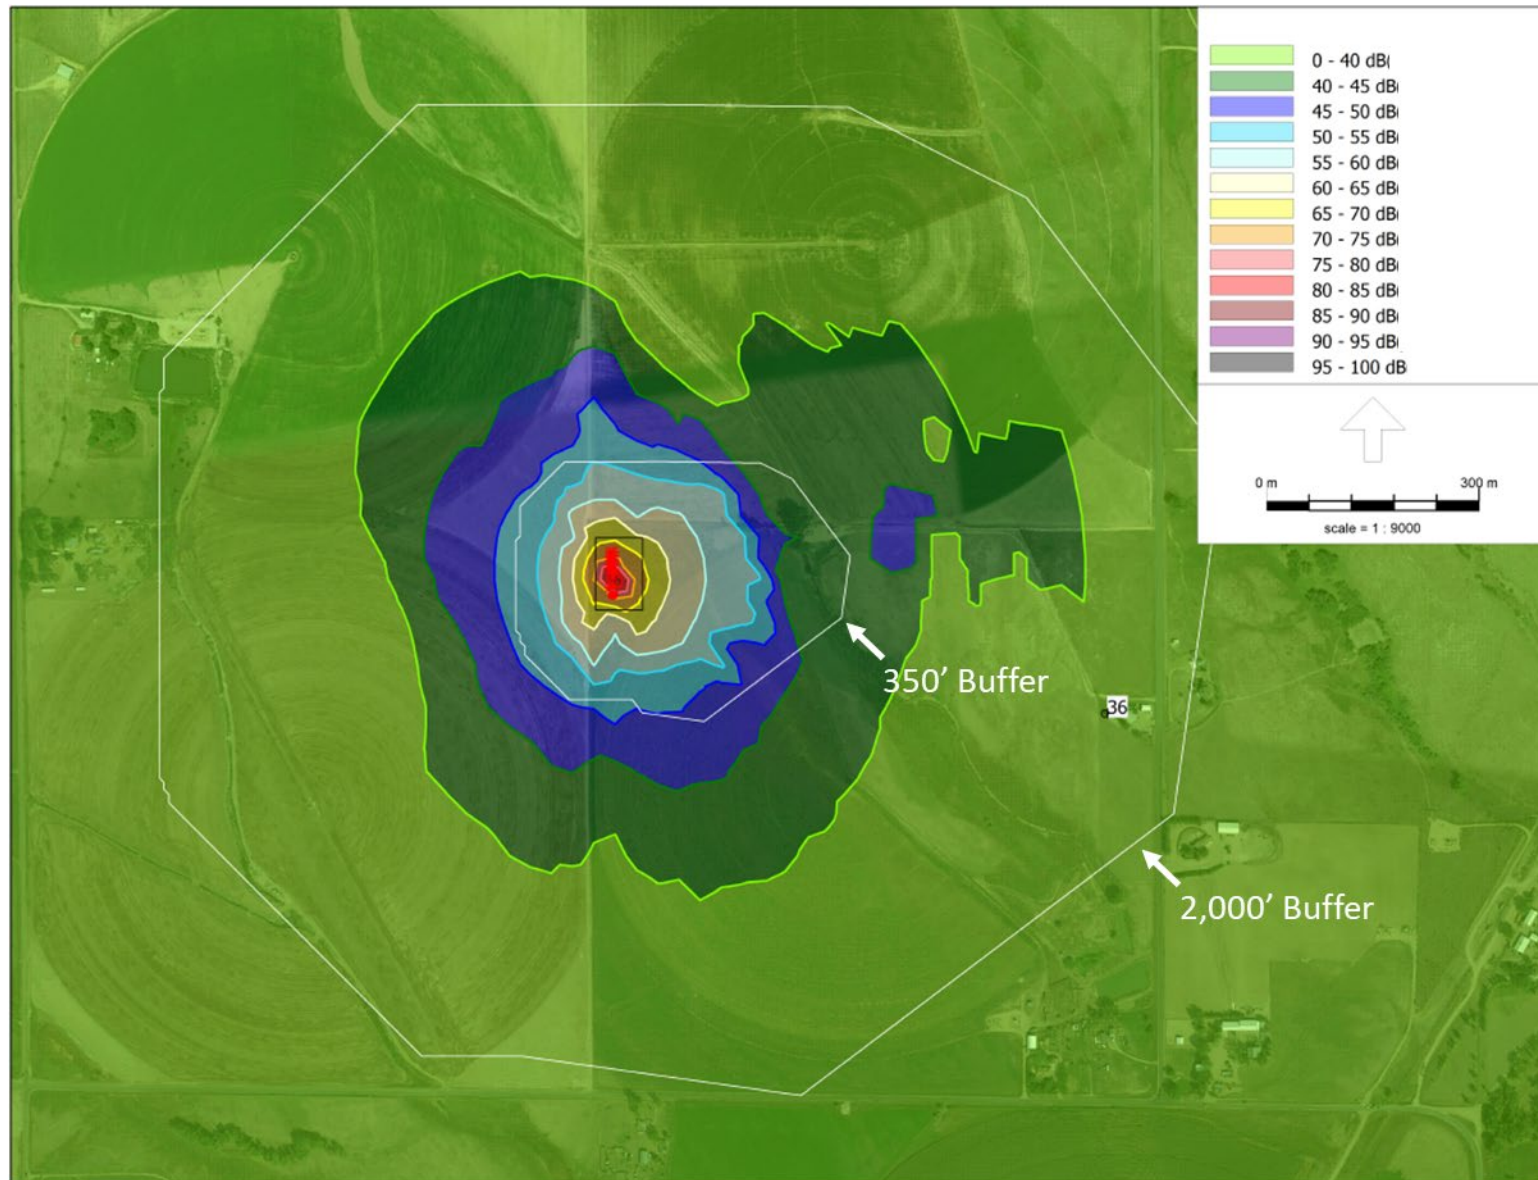 0 - 40 dB(
40 - 45 dB(
45 - 50 dB(
50 - 55 dB(
55 - 60 dB(
60 - 65 dB(
65 - 70 dB(
70 - 75 dB(
75 - 80 dB(
80 - 85 dB(
85 - 90 dB(
90 - 95 dB(
95 - 100 dB
0 m 300 m
scale = 1 : 9000
350’ Buffer
36
2,000’ Buffer